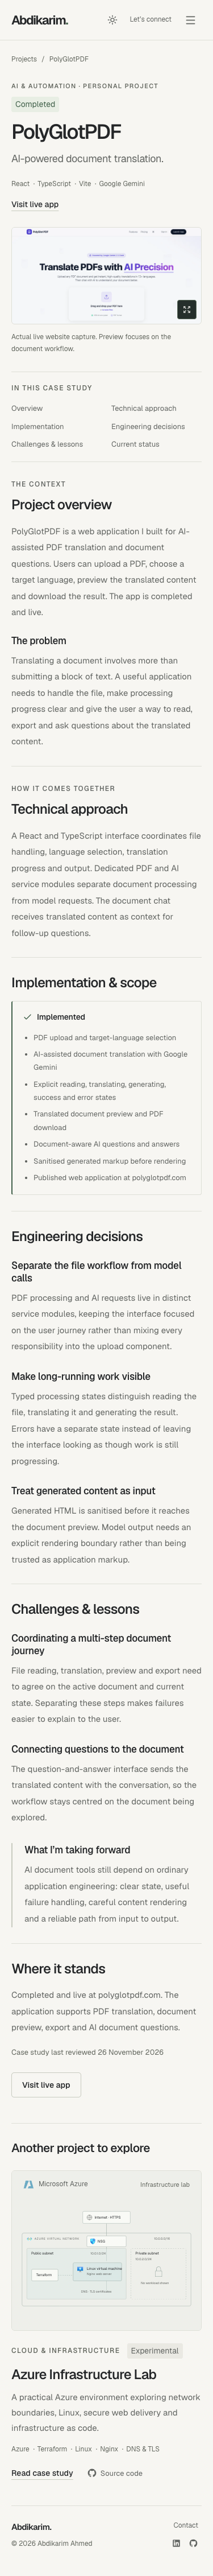 Abdikarim.
Let's connect
Projects / PolyGlotPDF
AI & AUTOMATION · PERSONAL PROJECT
Completed
PolyGlotPDF
AI-powered document translation.
React · TypeScript · Vite · Google Gemini
Visit live app
Translate PDFs with AI Precision
Actual live website capture. Preview focuses on the
document workflow.
IN THIS CASE STUDY
Overview
Technical approach
Implementation
Engineering decisions
Challenges & lessons
Current status
THE CONTEXT
Project overview
PolyGlotPDF is a web application I built for AI-
assisted PDF translation and document
questions. Users can upload a PDF, choose a
target language, preview the translated content
and download the result. The app is completed
and live.
The problem
Translating a document involves more than
submitting a block of text. A useful application
needs to handle the file, make processing
progress clear and give the user a way to read,
export and ask questions about the translated
content.
HOW IT COMES TOGETHER
Technical approach
A React and TypeScript interface coordinates file
handling, language selection, translation
progress and output. Dedicated PDF and AI
service modules separate document processing
from model requests. The document chat
receives translated content as context for
follow-up questions.
Implementation & scope
Implemented
• PDF upload and target-language selection
• AI-assisted document translation with Google
Gemini
• Explicit reading, translating, generating,
success and error states
• Translated document preview and PDF
download
• Document-aware AI questions and answers
• Sanitised generated markup before rendering
• Published web application at polyglotpdf.com
Engineering decisions
Separate the file workflow from model
calls
PDF processing and AI requests live in distinct
service modules, keeping the interface focused
on the user journey rather than mixing every
responsibility into the upload component.
Make long-running work visible
Typed processing states distinguish reading the
file, translating it and generating the result.
Errors have a separate state instead of leaving
the interface looking as though work is still
progressing.
Treat generated content as input
Generated HTML is sanitised before it reaches
the document preview. Model output needs an
explicit rendering boundary rather than being
trusted as application markup.
Challenges & lessons
Coordinating a multi-step document
journey
File reading, translation, preview and export need
to agree on the active document and current
state. Separating these steps makes failures
easier to explain to the user.
Connecting questions to the document
The question-and-answer interface sends the
translated content with the conversation, so the
workflow stays centred on the document being
explored.
What I'm taking forward
AI document tools still depend on ordinary
application engineering: clear state, useful
failure handling, careful content rendering
and a reliable path from input to output.
Where it stands
Completed and live at polyglotpdf.com. The
application supports PDF translation, document
preview, export and AI document questions.
Case study last reviewed 26 November 2026
Visit live app
Another project to explore
Microsoft Azure
Infrastructure lab
Internet · HTTPS
AZURE VIRTUAL NETWORK
Public subnet
NSG
Private subnet
Terraform
Linux virtual machine
CLOUD & INFRASTRUCTURE
Experimental
Azure Infrastructure Lab
A practical Azure environment exploring network
boundaries, Linux, secure web delivery and
infrastructure as code.
Azure · Terraform · Linux · Nginx · DNS & TLS
Read case study
Source code
Abdikarim.
Contact
© 2026 Abdikarim Ahmed